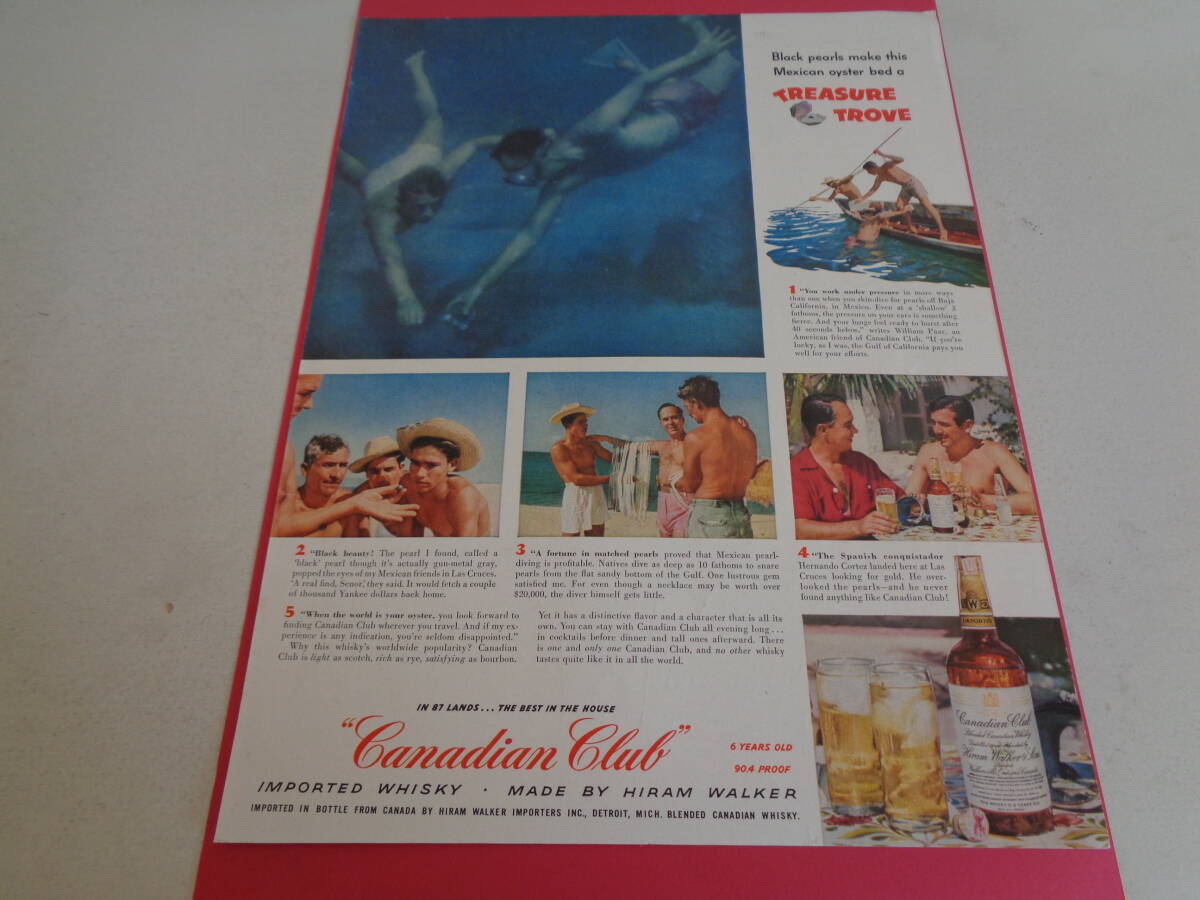 Black pearls make this
Mexican oyster bed a
TREASURE
TROVE
1 "You work under pressure in more ways
than one when you skin-dive for pearls off Baja
California, in Mexico. Even at a 'shallow' 5
fathoms, the pressure on your ears is something
fierce. And your lungs feel ready to burst after
40 seconds below," writes William Paar, an
American friend of Canadian Club. "If you're
lucky, as I was, the Gulf of California pays you
well for your efforts.
2 "Black beauty! The pearl I found, called a
'black' pearl though it's actually gun-metal gray,
popped the eyes of my Mexican friends in Las Cruces.
'A real find, Senor,' they said. It would fetch a couple
of thousand Yankee dollars back home.
3 "A fortune in matched pearls proved that Mexican pearl-
diving is profitable. Natives dive as deep as 10 fathoms to snare
pearls from the flat sandy bottom of the Gulf. One lustrous gem
satisfied me. For even though a necklace may be worth over
$20,000, the diver himself gets little.
4 "The Spanish conquistador
Hernando Cortez landed here at Las
Cruces looking for gold. He over-
looked the pearls—and he never
found anything like Canadian Club!
5 "When the world is your oyster, you look forward to
finding Canadian Club wherever you travel. And if my ex-
perience is any indication, you're seldom disappointed."
Why this whisky's worldwide popularity? Canadian
Club is light as scotch, rich as rye, satisfying as bourbon.
Yet it has a distinctive flavor and a character that is all its
own. You can stay with Canadian Club all evening long...
in cocktails before dinner and tall ones afterward. There
is one and only one Canadian Club, and no other whisky
tastes quite like it in all the world.
IN 87 LANDS... THE BEST IN THE HOUSE
"Canadian Club"
6 YEARS OLD
90.4 PROOF
IMPORTED WHISKY · MADE BY HIRAM WALKER
IMPORTED IN BOTTLE FROM CANADA BY HIRAM WALKER IMPORTERS INC., DETROIT, MICH. BLENDED CANADIAN WHISKY.
IMPORTED
Canadian Club
Blended Canadian Whisky
Hiram Walker & Sons